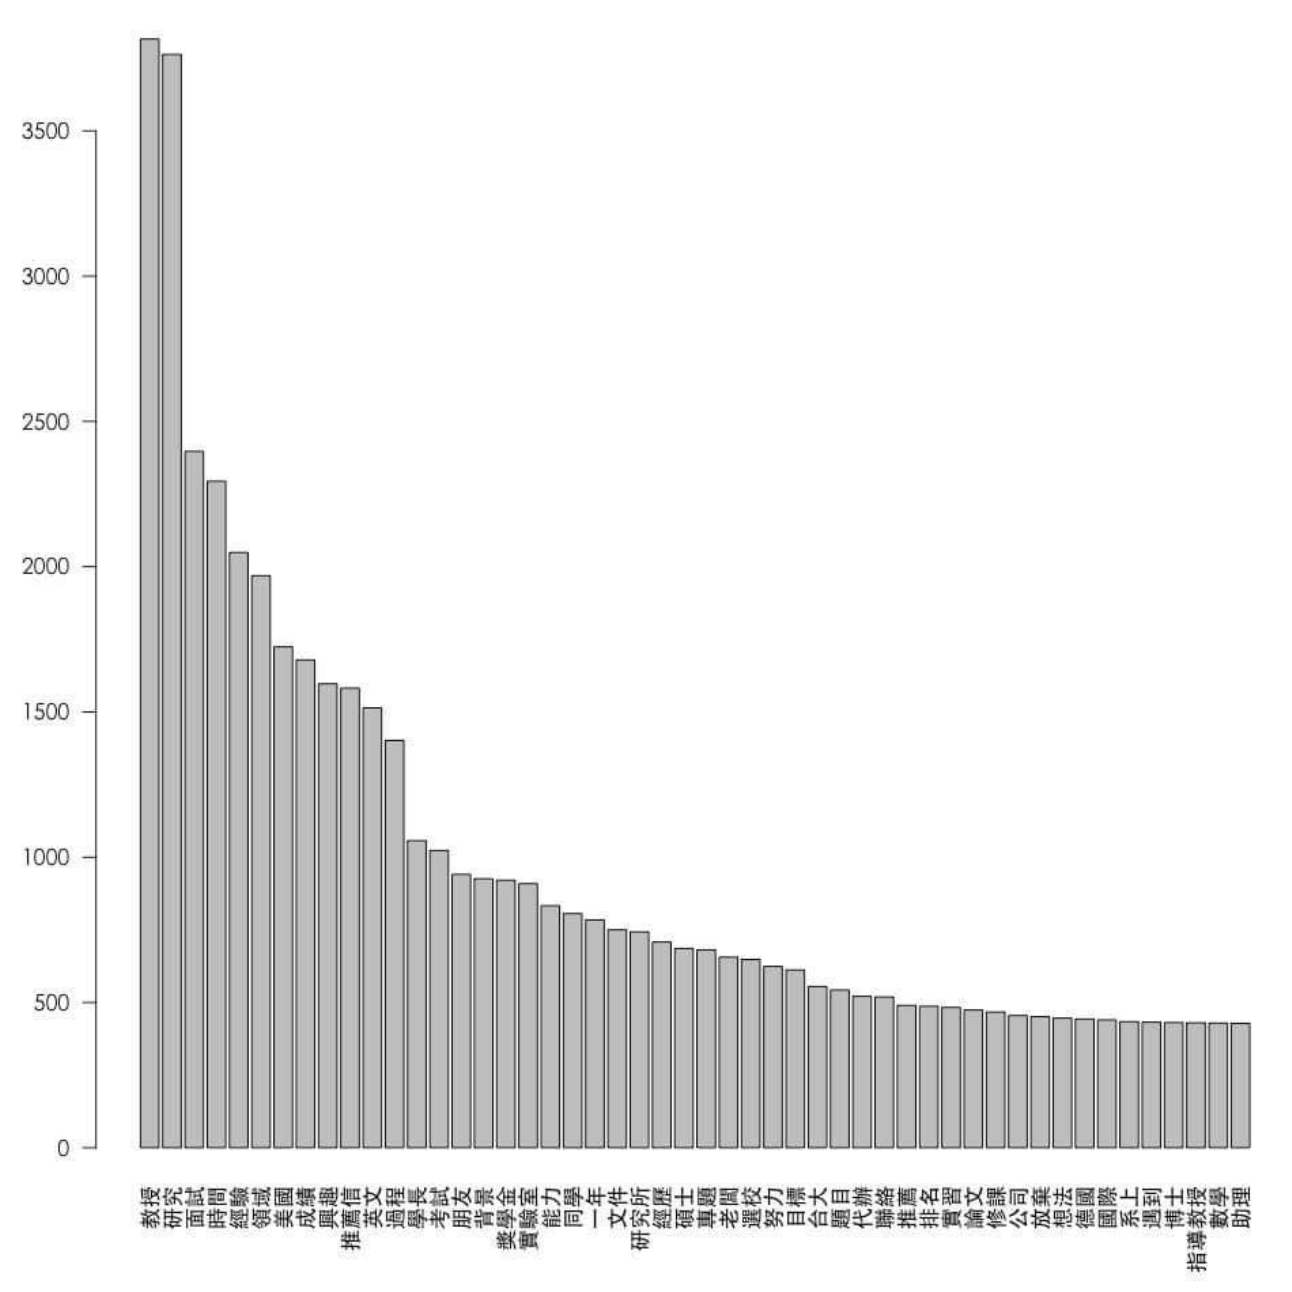 3500
3000
2500
2000
1500
1000
500
0
教授
研究
面試
時間
經驗
領域
美國
成績
興趣
推薦信
英文
過程
學長
考試
朋友
背景
獎學金
實驗室
能力
同學
一年
文件
研究所
經歷
碩士
專題
老闆
選校
努力
目標
台大
題目
代辦
聯絡
推薦
排名
實習
論文
修課
公司
放棄
想法
德國
國際
系上
遇到
博士
指導教授
數學
助理